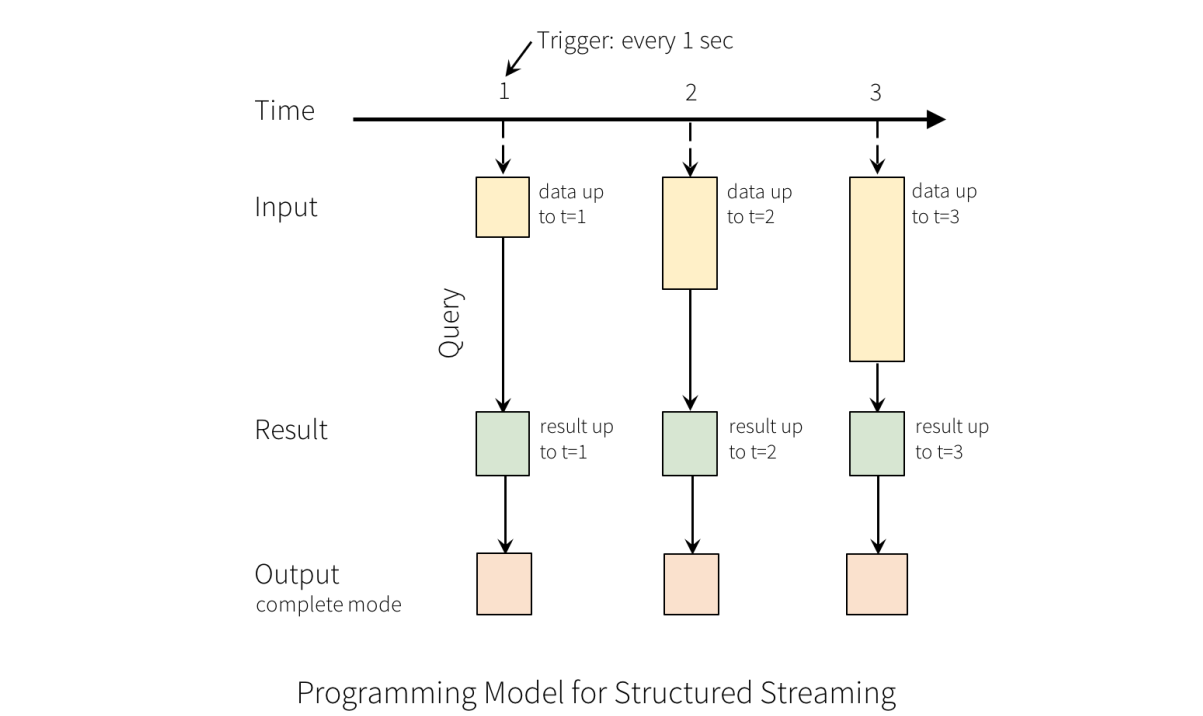 Trigger: every 1 sec
1
2
3
Time
Input
data up
to t=1
data up
to t=2
data up
to t=3
Query
Result
result up
to t=1
result up
to t=2
result up
to t=3
Output
complete mode
Programming Model for Structured Streaming